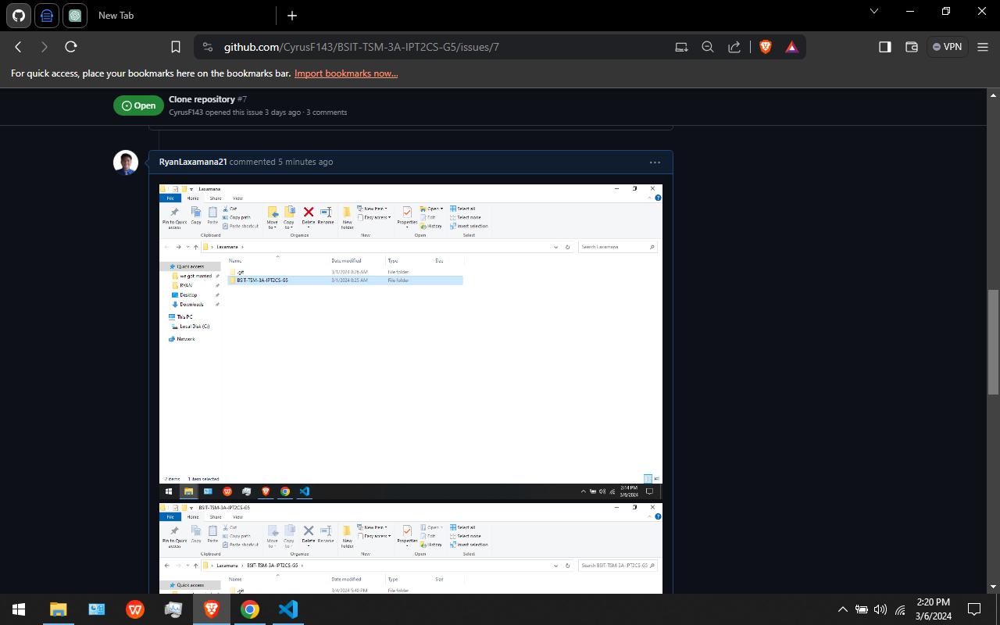 New Tab
github.com/CyrusF143/BSIT-TSM-3A-IPT2CS-G5/issues/7
VPN
For quick access, place your bookmarks here on the bookmarks bar. Import bookmarks now...
Open
Clone repository #7
CyrusF143 opened this issue 3 days ago · 3 comments
RyanLaxamana21 commented 5 minutes ago
Laxamana
File Home Share View
Pin to Quick access
Copy
Paste
Cut
Copy path
Paste shortcut
Move to
Copy to
Delete
Rename
New folder
New item
Easy access
Properties
Open
Edit
History
Select all
Select none
Invert selection
Clipboard Organize New Open Select
Laxamana
Search Laxamana
Name Date modified Type Size
.git 3/1/2024 8:26 AM File folder
BSIT-TSM-3A-IPT2CS-G5 3/1/2024 8:25 AM File folder
Quick access
we got married
RYAN
Desktop
Downloads
This PC
Local Disk (C:)
Network
2 items 1 item selected
2:14 PM
3/6/2024
BSIT-TSM-3A-IPT2CS-G5
File Home Share View
Pin to Quick access
Copy
Paste
Cut
Copy path
Paste shortcut
Move to
Copy to
Delete
Rename
New folder
New item
Easy access
Properties
Open
Edit
History
Select all
Select none
Invert selection
Clipboard Organize New Open Select
Laxamana BSIT-TSM-3A-IPT2CS-G5
Search BSIT-TSM-3A-IPT2CS-G5
Name Date modified Type Size
Quick access
.git 3/4/2024 5:40 PM File folder
2:20 PM
3/6/2024